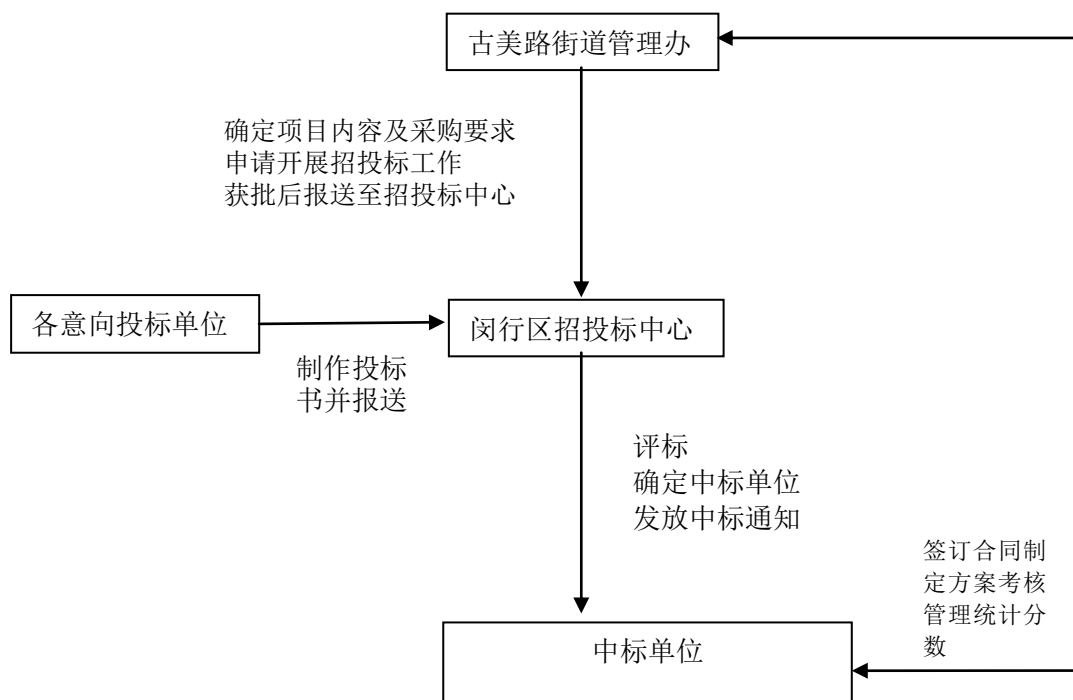 古美路街道管理办
确定项目内容及采购要求
申请开展招投标工作
获批后报送至招投标中心
各意向投标单位
闵行区招投标中心
制作投标
书并报送
评标
确定中标单位
发放中标通知
签订合同制
定方案考核
管理统计分
数
中标单位